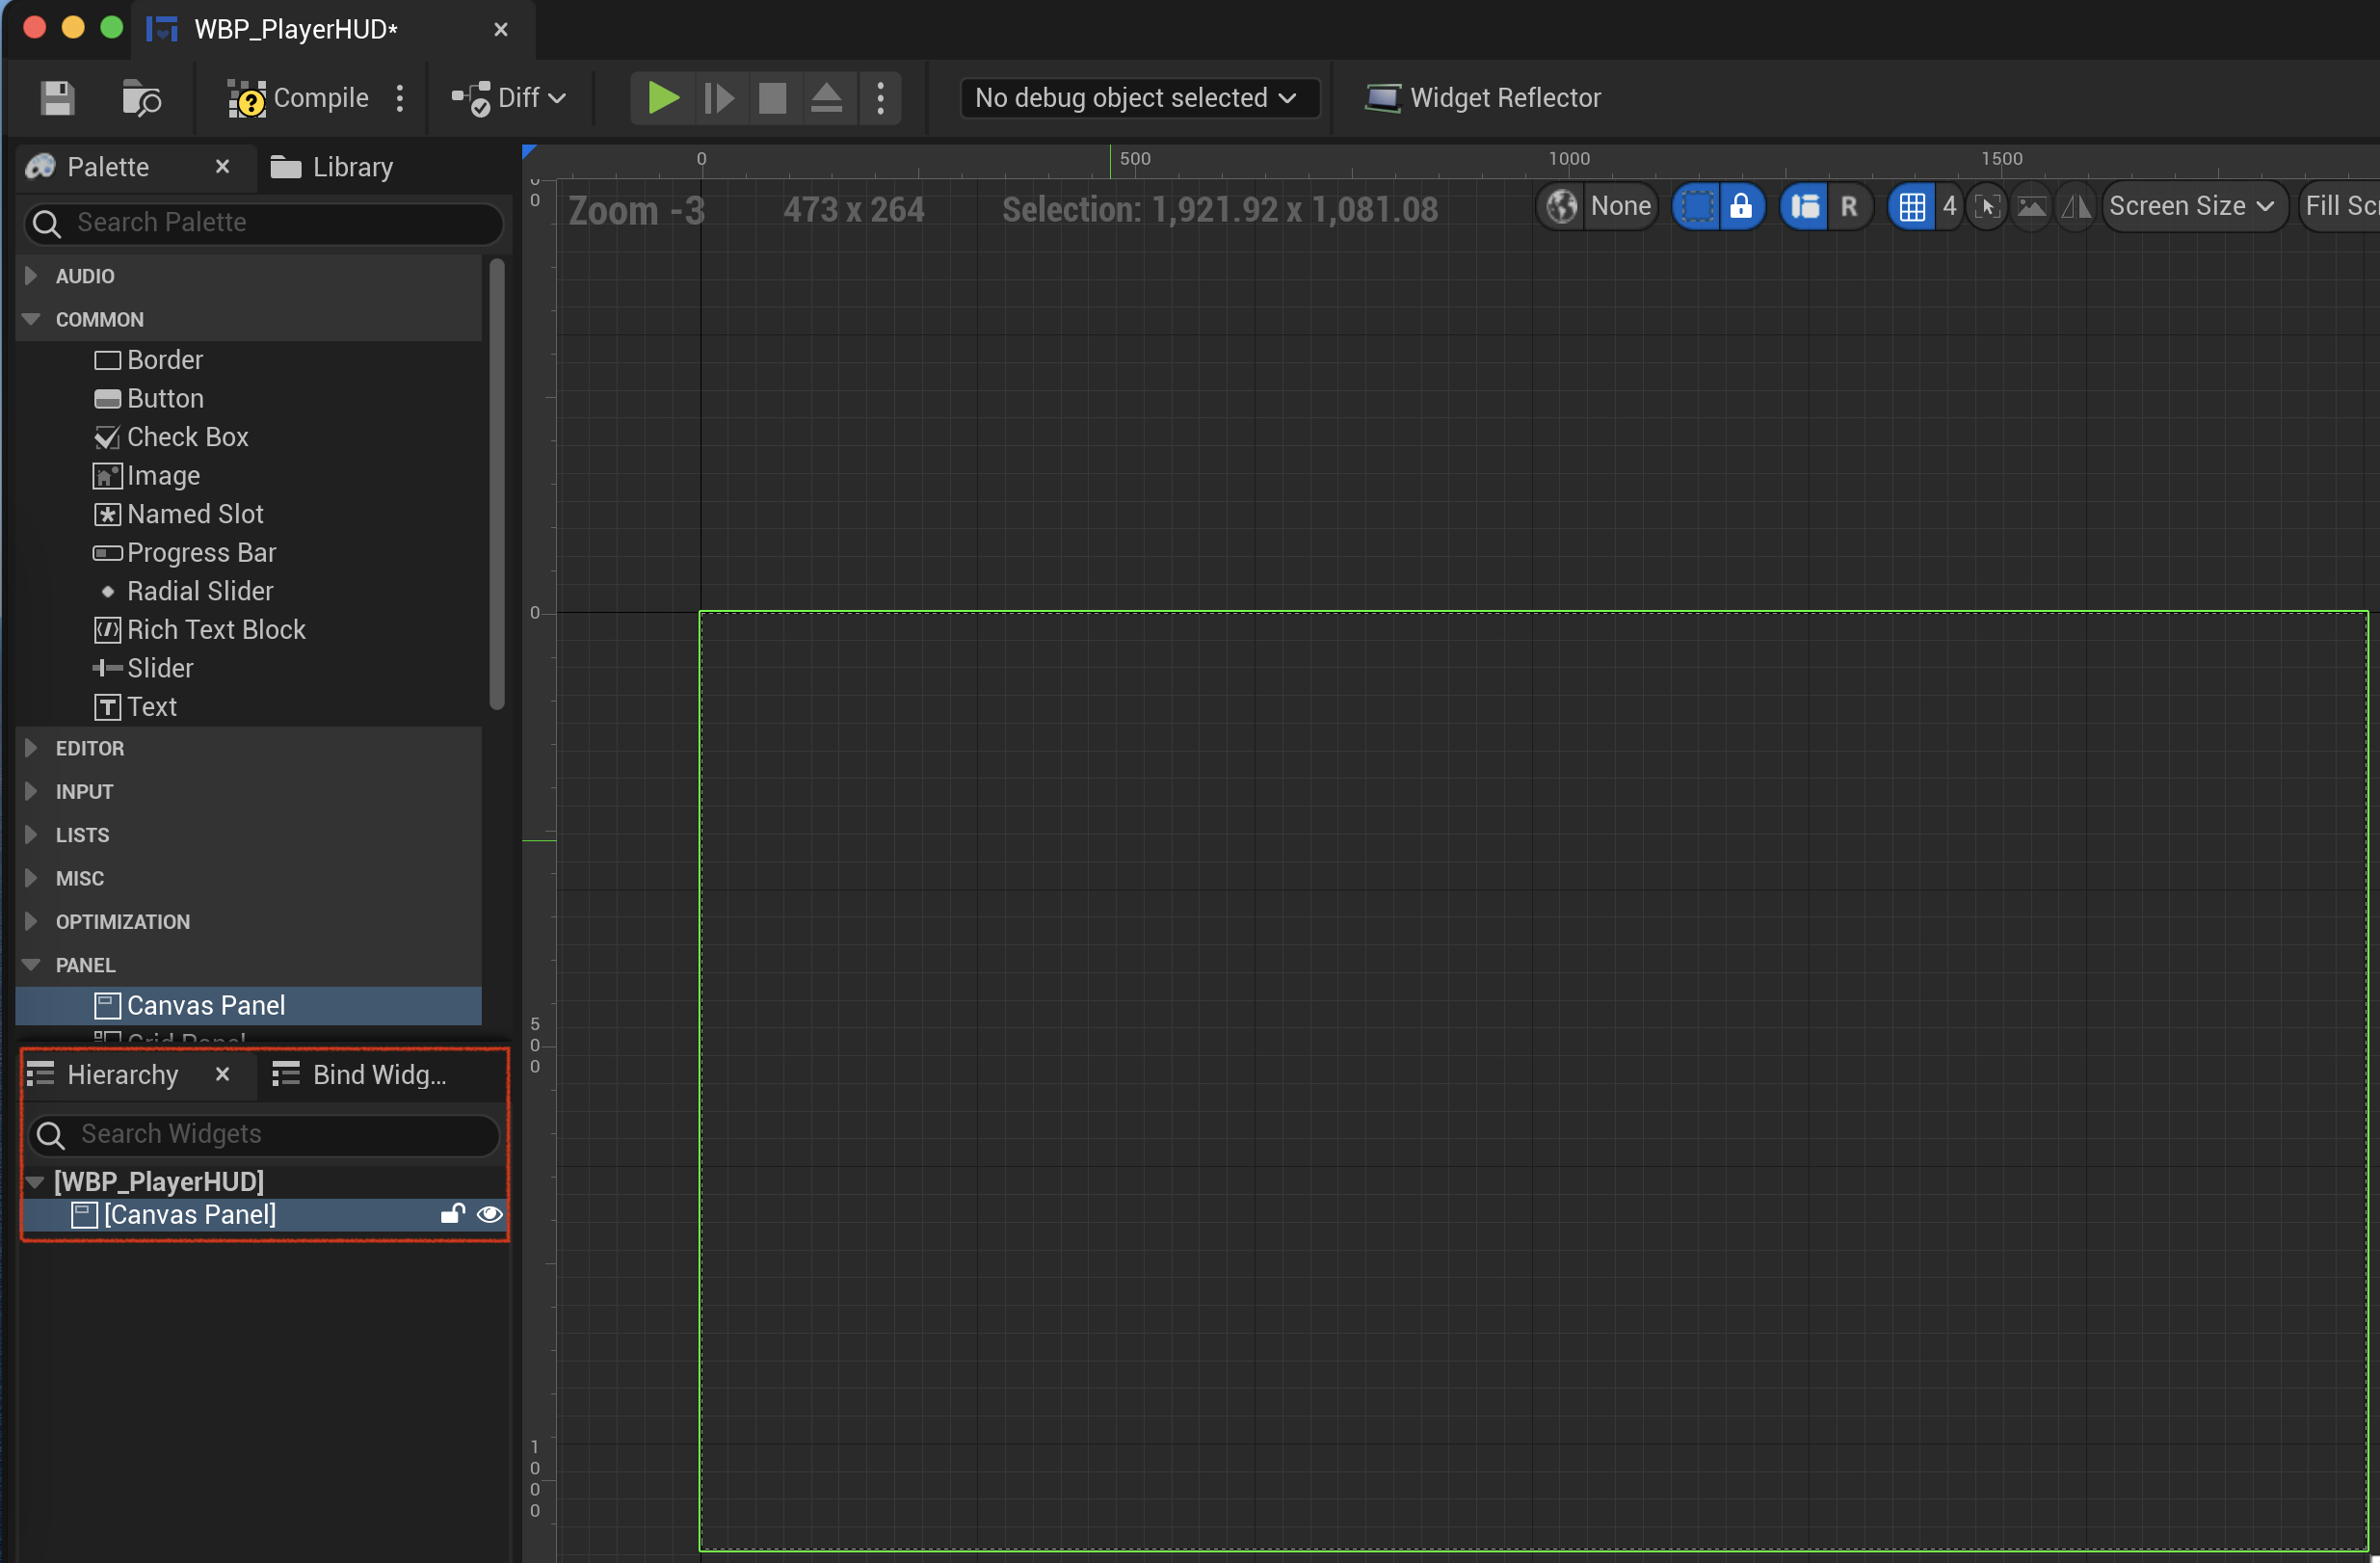 WBP_PlayerHUD*
Compile
Diff
No debug object selected
Widget Reflector
Palette
Library
Search Palette
AUDIO
COMMON
Border
Button
Check Box
Image
Named Slot
Progress Bar
Radial Slider
Rich Text Block
Slider
Text
EDITOR
INPUT
LISTS
MISC
OPTIMIZATION
PANEL
Canvas Panel
Grid Panel
Hierarchy
Bind Widg...
Search Widgets
[WBP_PlayerHUD]
[Canvas Panel]
0 500 1000 1500
Zoom -3 473 x 264 Selection: 1,921.92 x 1,081.08
None
R
4
Screen Size
Fill Scr
0
0
500
1000